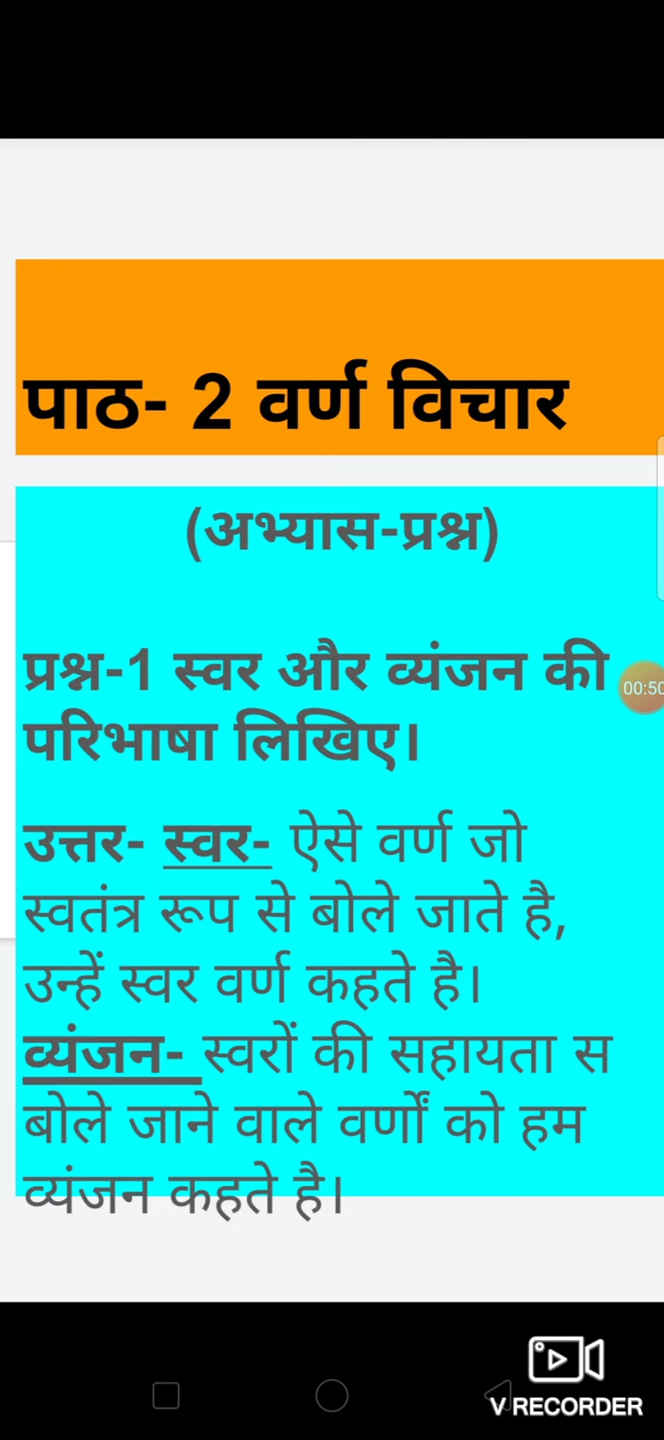 पाठ- 2 वर्ण विचार
(अभ्यास-प्रश्न)
प्रश्न-1 स्वर और व्यंजन की
परिभाषा लिखिए।
00:50
उत्तर- स्वर- ऐसे वर्ण जो
स्वतंत्र रूप से बोले जाते है,
उन्हें स्वर वर्ण कहते है।
व्यंजन- स्वरों की सहायता स
बोले जाने वाले वर्णों को हम
व्यंजन कहते है।
V RECORDER